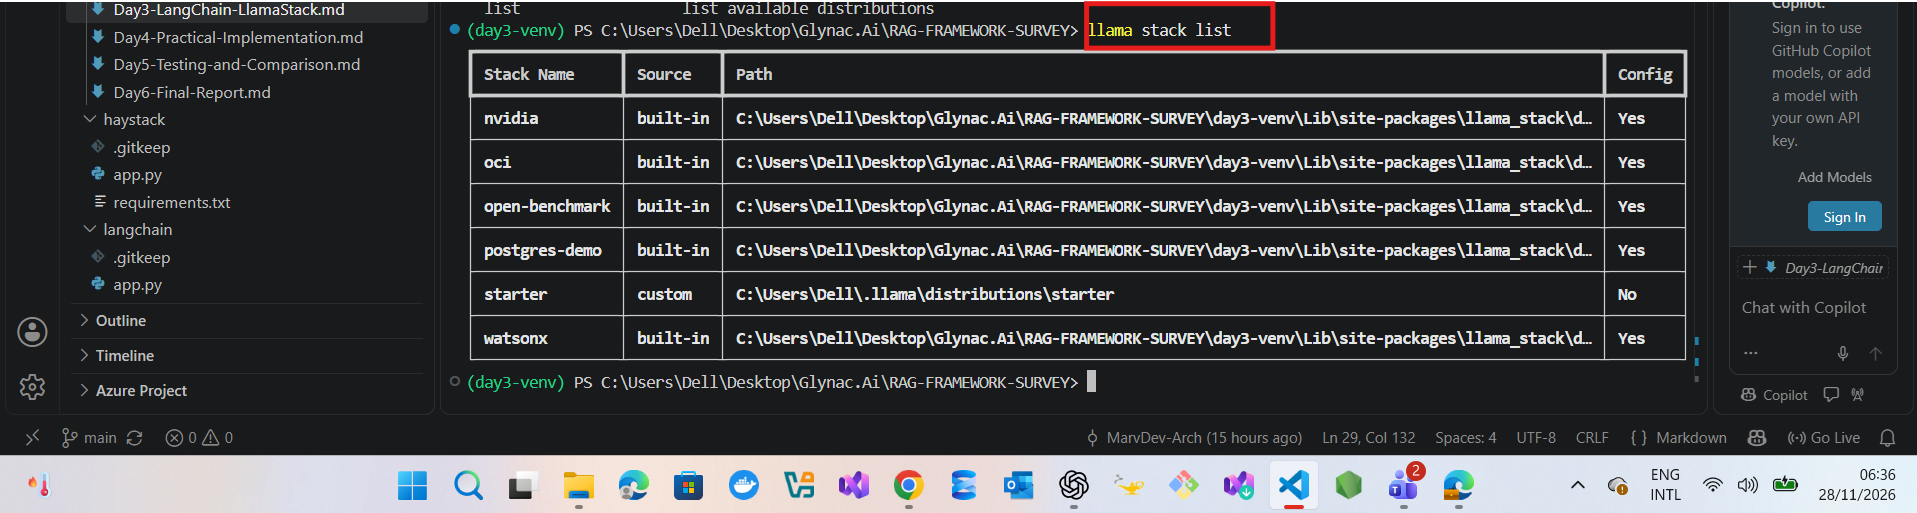 Day3-LangChain-LlamaStack.md
Day4-Practical-Implementation.md
Day5-Testing-and-Comparison.md
Day6-Final-Report.md
haystack
.gitkeep
app.py
requirements.txt
langchain
.gitkeep
app.py
Outline
Timeline
Azure Project
list list available distributions
(day3-venv) PS C:\Users\Dell\Desktop\Glynac.Ai\RAG-FRAMEWORK-SURVEY> llama stack list
Stack Name Source Path Config
nvidia built-in C:\Users\Dell\Desktop\Glynac.Ai\RAG-FRAMEWORK-SURVEY\day3-venv\Lib\site-packages\llama_stack\d… Yes
oci built-in C:\Users\Dell\Desktop\Glynac.Ai\RAG-FRAMEWORK-SURVEY\day3-venv\Lib\site-packages\llama_stack\d… Yes
open-benchmark built-in C:\Users\Dell\Desktop\Glynac.Ai\RAG-FRAMEWORK-SURVEY\day3-venv\Lib\site-packages\llama_stack\d… Yes
postgres-demo built-in C:\Users\Dell\Desktop\Glynac.Ai\RAG-FRAMEWORK-SURVEY\day3-venv\Lib\site-packages\llama_stack\d… Yes
starter custom C:\Users\Dell\.llama\distributions\starter No
watsonx built-in C:\Users\Dell\Desktop\Glynac.Ai\RAG-FRAMEWORK-SURVEY\day3-venv\Lib\site-packages\llama_stack\d… Yes
(day3-venv) PS C:\Users\Dell\Desktop\Glynac.Ai\RAG-FRAMEWORK-SURVEY>
Copilot.
Sign in to use
GitHub Copilot
models, or add
a model with
your own API
key.
Add Models
Sign In
Day3-LangChair
Chat with Copilot
Copilot
main 0 0
MarvDev-Arch (15 hours ago) Ln 29, Col 132 Spaces: 4 UTF-8 CRLF { } Markdown Go Live
2
ENG
INTL
06:36
28/11/2026